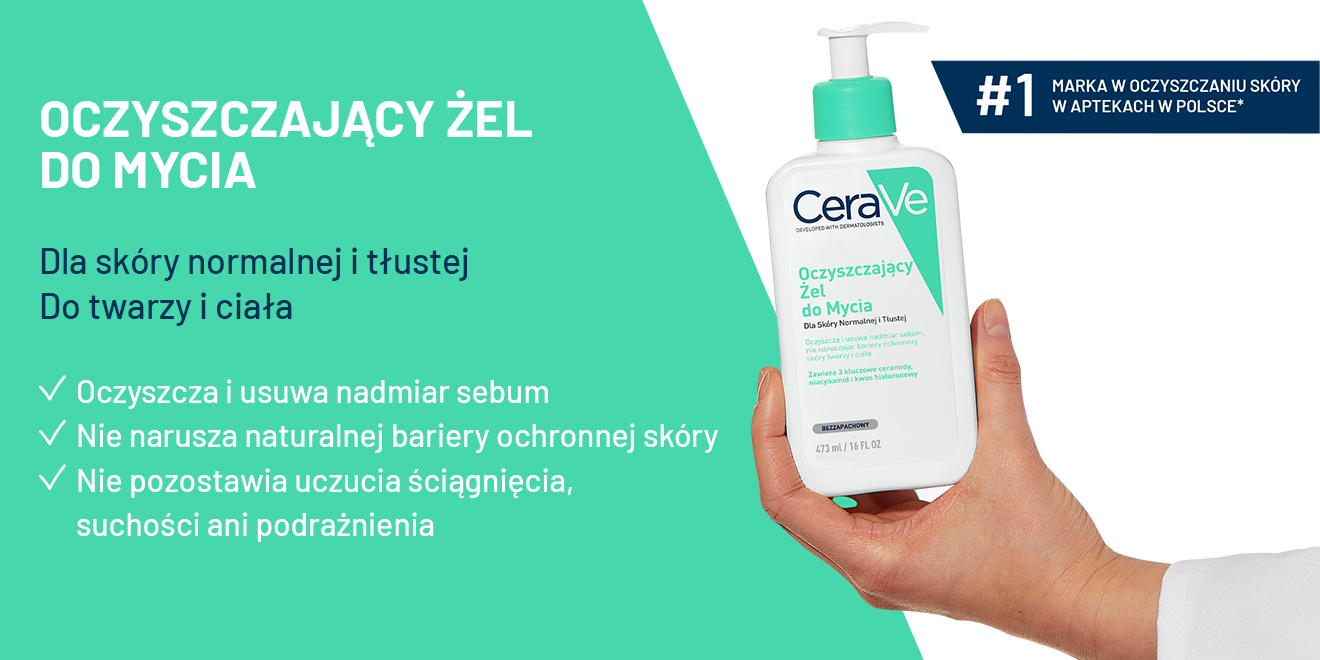 OCZYSZCZAJĄCY ŻEL
DO MYCIA
Dla skóry normalnej i tłustej
Do twarzy i ciała
Oczyszcza i usuwa nadmiar sebum
Nie narusza naturalnej bariery ochronnej skóry
Nie pozostawia uczucia ściągnięcia,
suchości ani podrażnienia
#1 MARKA W OCZYSZCZANIU SKÓRY
W APTEKACH W POLSCE*
CeraVe
DEVELOPED WITH DERMATOLOGISTS
Oczyszczający
Żel
do Mycia
Dla Skóry Normalnej i Tłustej
Oczyszcza i usuwa nadmiar sebum,
nie naruszając bariery ochronnej
skóry twarzy i ciała
Zawiera 3 kluczowe ceramidy,
niacynamid i kwas hialuronowy
BEZZAPACHOWY
473 ml / 16 FL OZ